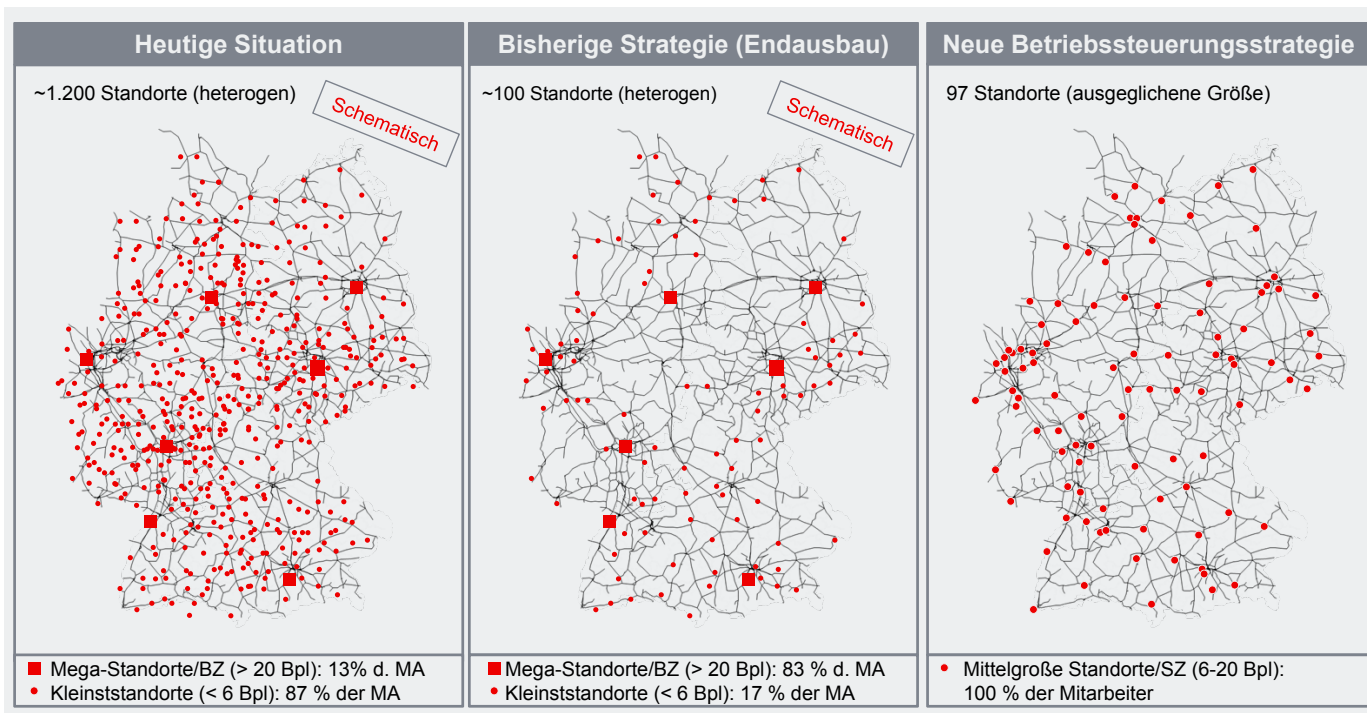 Heutige Situation
~1.200 Standorte (heterogen)
Schematisch
Mega-Standorte/BZ (> 20 Bpl): 13% d. MA
Kleinststandorte (< 6 Bpl): 87 % der MA
Bisherige Strategie (Endausbau)
~100 Standorte (heterogen)
Schematisch
Mega-Standorte/BZ (> 20 Bpl): 83 % d. MA
Kleinststandorte (< 6 Bpl): 17 % der MA
Neue Betriebssteuerungsstrategie
97 Standorte (ausgeglichene Größe)
Mittelgroße Standorte/SZ (6-20 Bpl):
100 % der Mitarbeiter